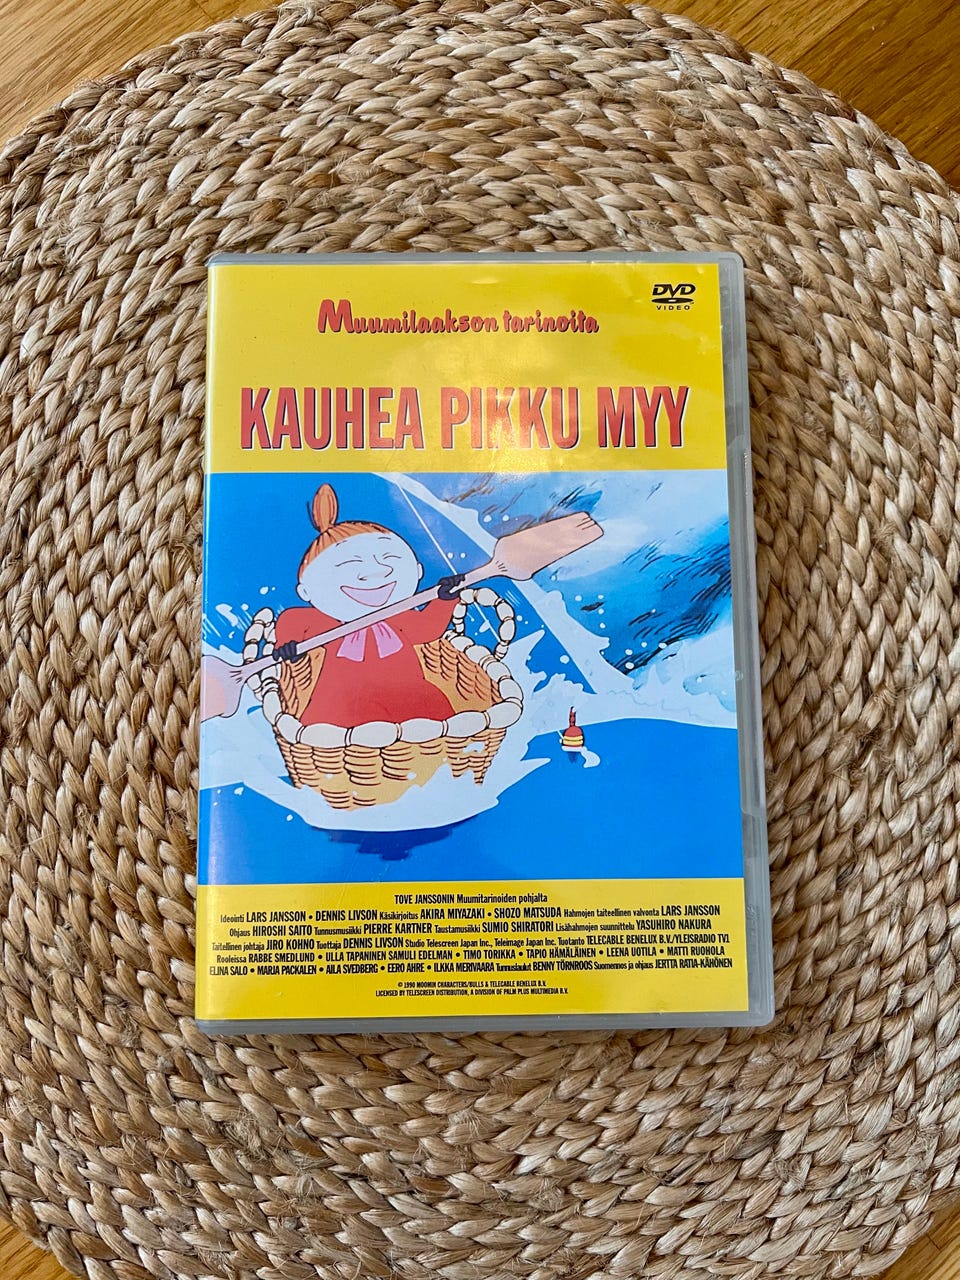 DVD
VIDEO
Muumilaakson tarinoita
KAUHEA PIKKU MYY
TOVE JANSSONIN Muumitarinoiden pohjalta
Ideointi LARS JANSSON • DENNIS LIVSON Käsikirjoitus AKIRA MIYAZAKI • SHOZO MATSUDA Hahmojen taiteellinen valvonta LARS JANSSON
Ohjaus HIROSHI SAITO Tunnusmusiikki PIERRE KARTNER Taustamusiikki SUMIO SHIRATORI Lisähahmojen suunnittelu YASUHIRO NAKURA
Taitellinen johtaja JIRO KOHNO Tuottaja DENNIS LIVSON Studio Telescreen Japan Inc., Teleimage Japan Inc. Tuotanto TELECABLE BENELUX B.V./YLEISRADIO TV1
Rooleissa RABBE SMEDLUND • ULLA TAPANINEN SAMULI EDELMAN • TIMO TORIKKA • TAPIO HÄMÄLÄINEN • LEENA UOTILA • MATTI RUOHOLA
ELINA SALO • MARJA PACKALEN • AILA SVEDBERG • EERO AHRE • ILKKA MERIVAARA Tunnuslaulut BENNY TÖRNROOS Suomennos ja ohjaus JERTTA RATIA-KÄHÖNEN
© 1990 MOOMIN CHARACTERS/BULLS & TELECABLE BENELUX B.V.
LICENSED BY TELESCREEN DISTRIBUTION, A DIVISION OF PALM PLUS MULTIMEDIA B.V.